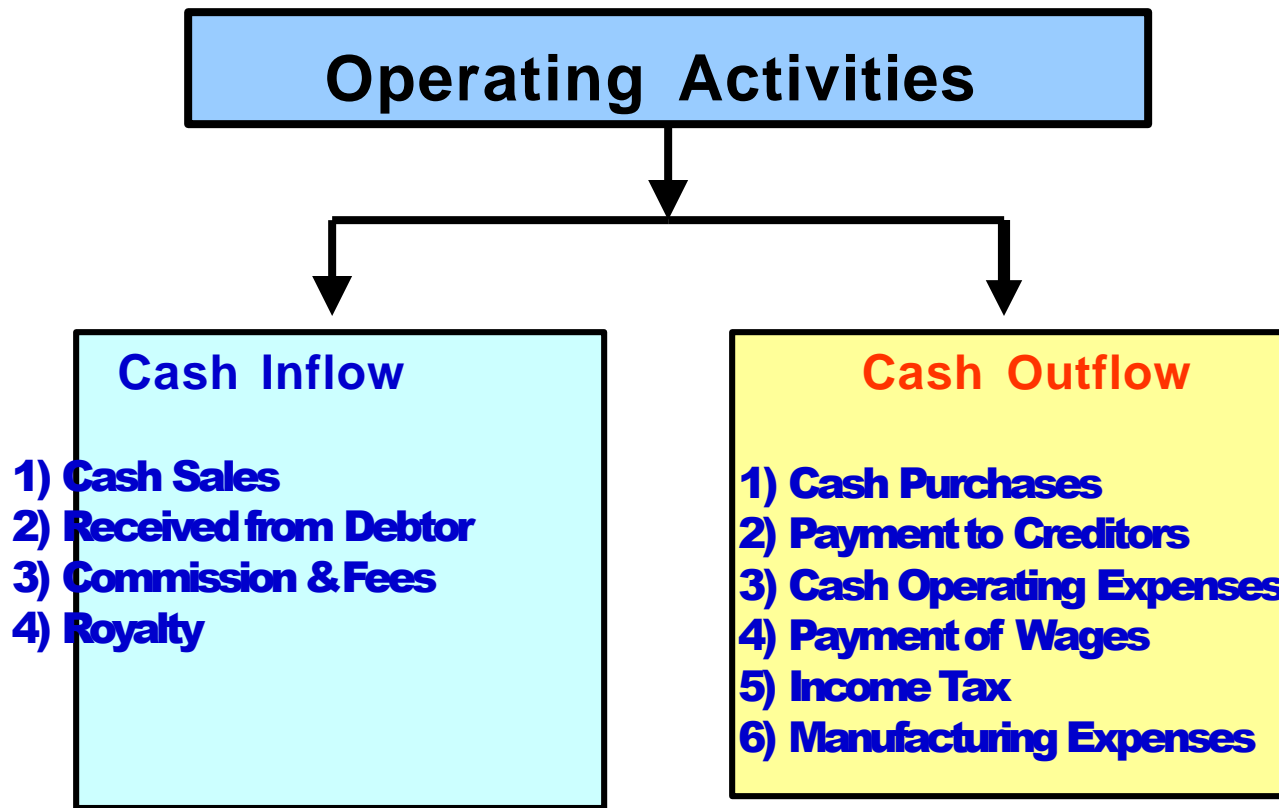 Operating Activities
Cash Inflow
1) Cash Sales
2) Received from Debtor
3) Commission & Fees
4) Royalty
Cash Outflow
1) Cash Purchases
2) Payment to Creditors
3) Cash Operating Expenses
4) Payment of Wages
5) Income Tax
6) Manufacturing Expenses